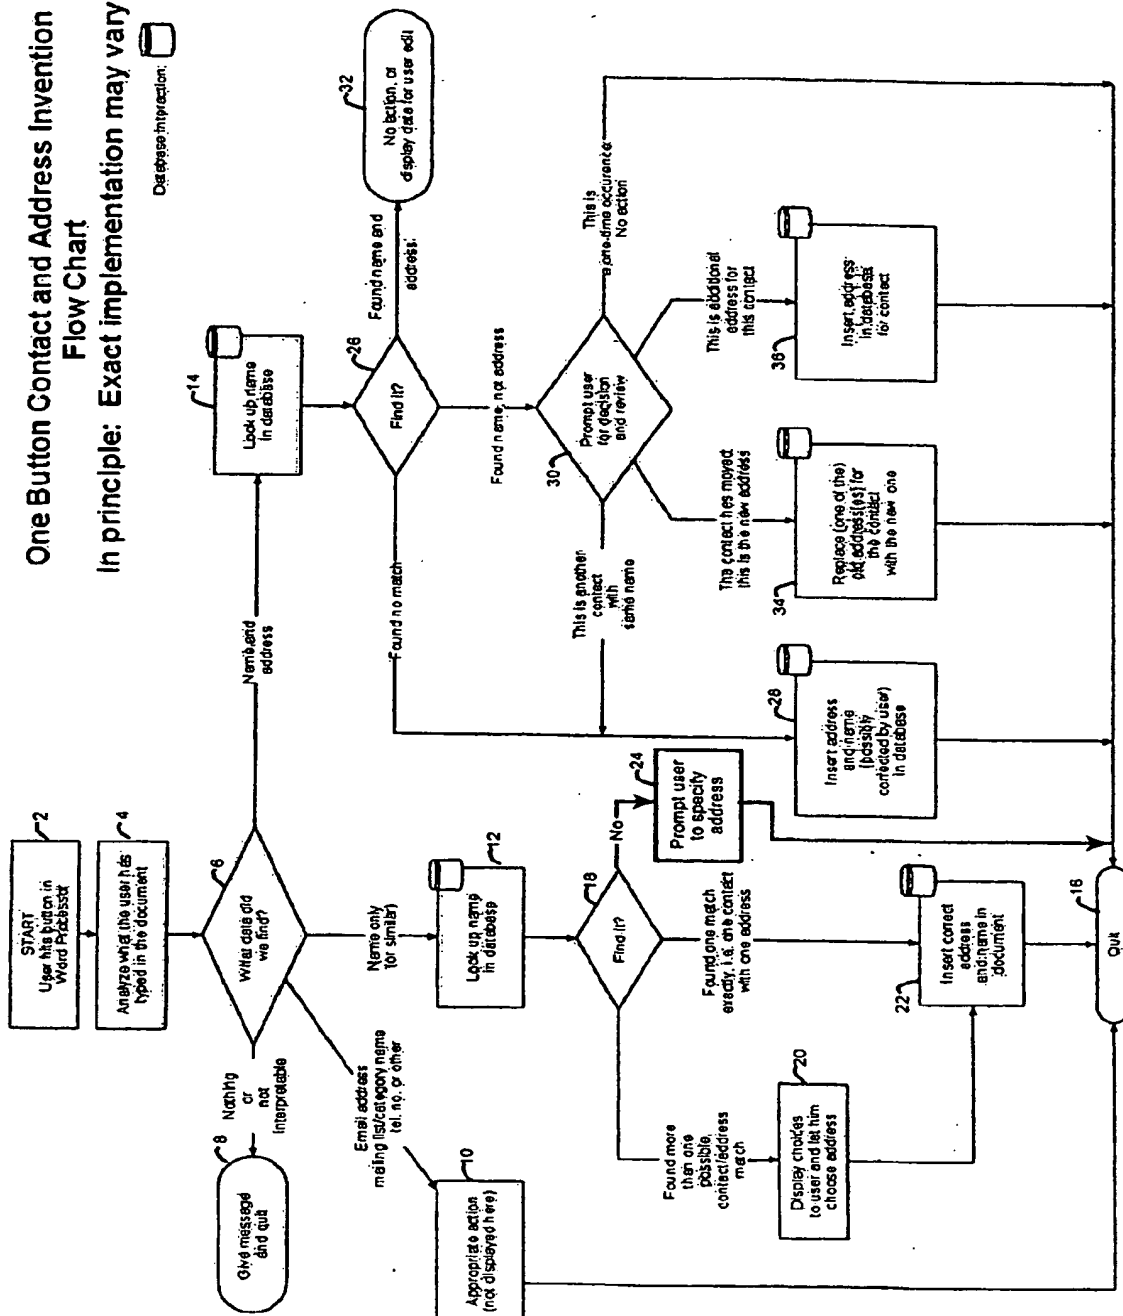 One Button Contact and Address Invention
Flow Chart
In principle: Exact implementation may vary
Database interaction:
2
START
User hits button in
Word Processor
4
Analyze what the user has
typed in the document
6
What data did
we find?
Nothing
or
not
Interpretable
8
Give message
and quit
Email address
mailing list/category name
tel. no. or other
10
Appropriate action
(not displayed here)
Name only
(or similar)
12
Look up name
in database
Name and
address
14
Look up name
in database
18
Find it?
No
24
Prompt user
to specify
address
Found one match
exactly, i.e. one contact
with one address
Found more
than one
possible,
contact/address
match
20
Display choices
to user and let him
choose address
22
Insert correct
address
and name in
document
16
Quit
26
Find it?
Found name and
address:
32
No action, or
display data for user edit
Found no match
Found name, not address
30
Prompt user
for decision
and review
This is another
contact
with
same name
The contact has moved;
this is the new address
This is additional
address for
this contact
This is
a one-time occurence:
No action
28
Insert address
and name
(possibly
corrected by user)
in database
34
Replace (one of the)
old address(es) for
the contact
with the new one
36
Insert address
in database
for contact